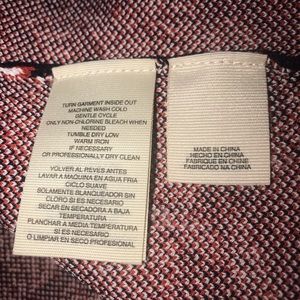 TURN GARMENT INSIDE OUT
MACHINE WASH COLD
GENTLE CYCLE
ONLY NON-CHLORINE BLEACH WHEN
NEEDED
TUMBLE DRY LOW
WARM IRON
IF NECESSARY
OR PROFESSIONALLY DRY CLEAN
VOLVER AL REVES ANTES
LAVAR A MAQUINA EN AGUA FRIA
CICLO SUAVE
SOLAMENTE BLANQUEADOR SIN
CLORO SI ES NECESARIO
SECAR EN SECADORA A BAJA
TEMPERATURA
PLANCHAR A MEDIA TEMPERATURA
SI ES NECESARIO
O LIMPIAR EN SECO PROFESIONAL
MADE IN CHINA
HECHO EN CHINA
FABRIQUE EN CHINE
FABRICADO NA CHINA